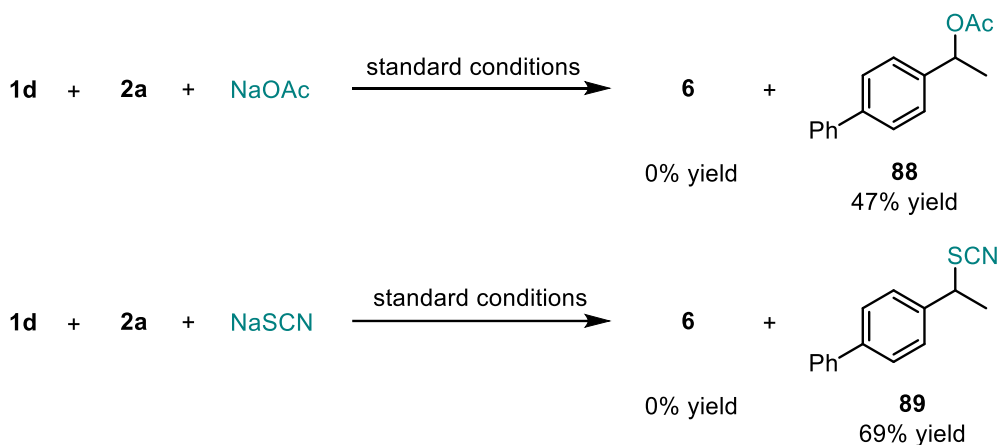 OAc
standard conditions
1d + 2a + NaOAc 6 +
Ph
0% yield 88
47% yield
SCN
standard conditions
1d + 2a + NaSCN 6 +
Ph
0% yield 89
69% yield